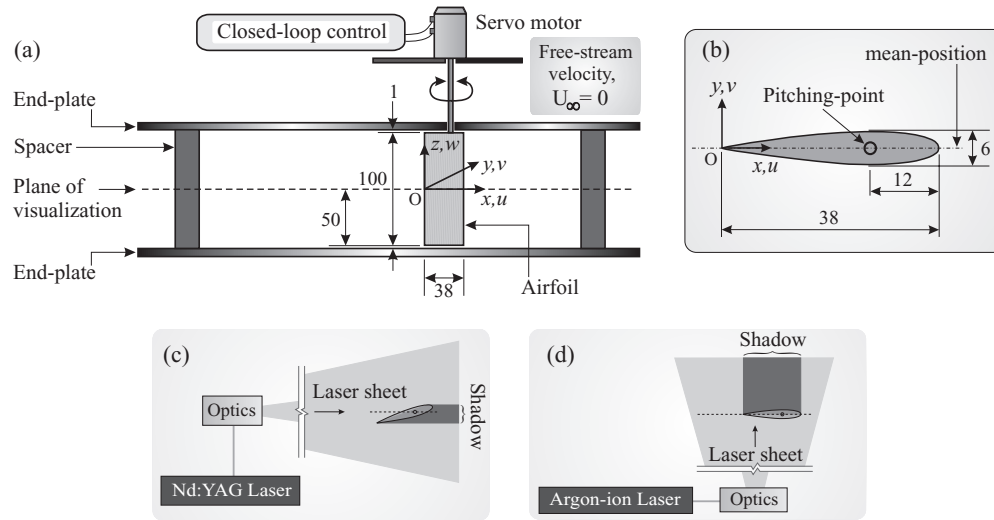 (a)
Closed-loop control
Servo motor
Free-stream
velocity,
U∞= 0
End-plate
1
Spacer
z,w
y,v
Plane of
visualization
100
O
x,u
50
End-plate
38
Airfoil
(b)
mean-position
y,v
Pitching-point
O
x,u
6
12
38
(c)
Optics
Laser sheet
Shadow
Nd:YAG Laser
(d)
Shadow
Laser sheet
Argon-ion Laser
Optics